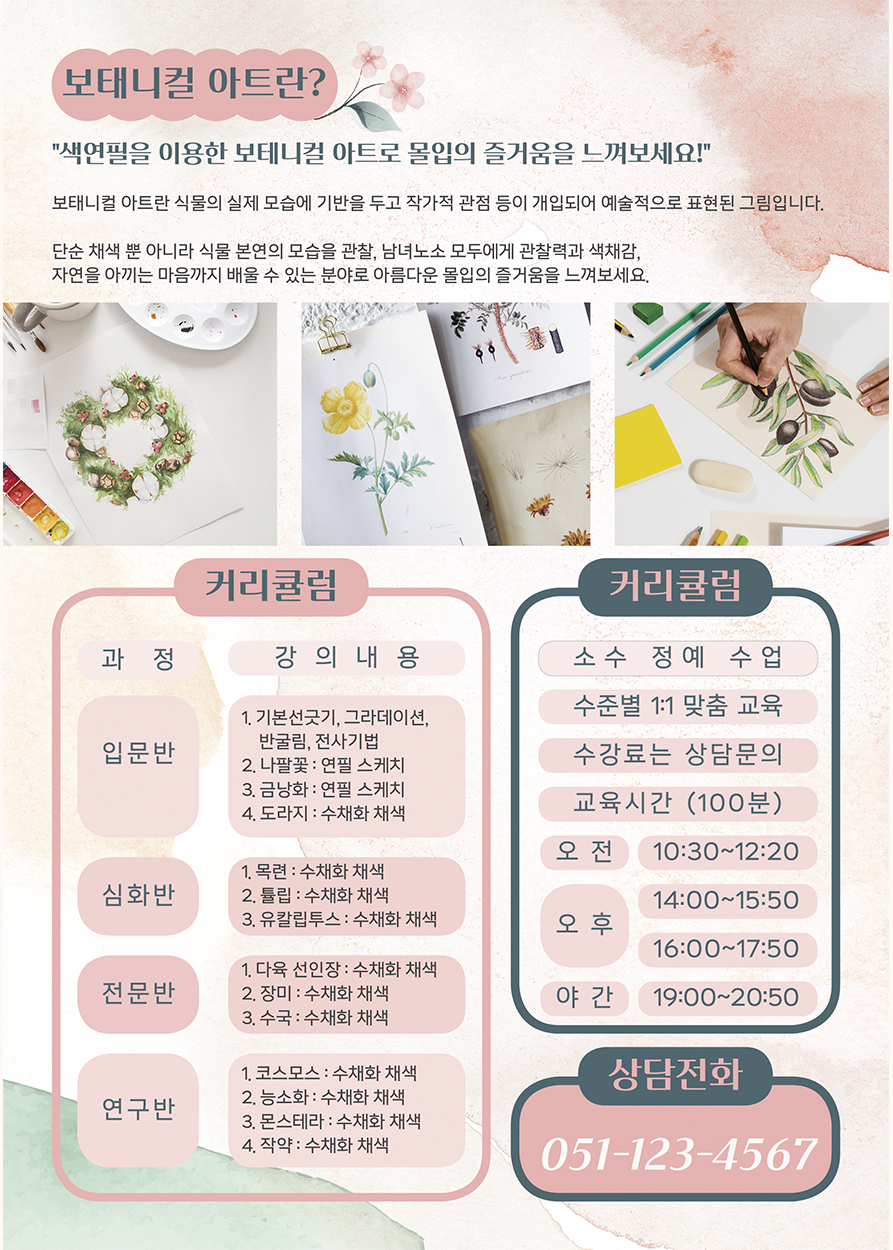 보태니컬 아트란?
"색연필을 이용한 보테니컬 아트로 몰입의 즐거움을 느껴보세요!"
보태니컬 아트란 식물의 실제 모습에 기반을 두고 작가적 관점 등이 개입되어 예술적으로 표현된 그림입니다.
단순 채색 뿐 아니라 식물 본연의 모습을 관찰, 남녀노소 모두에게 관찰력과 색채감,
자연을 아끼는 마음까지 배울 수 있는 분야로 아름다운 몰입의 즐거움을 느껴보세요.
커리큘럼
과 정
강 의 내 용
입문반
1. 기본선긋기, 그라데이션,
반굴림, 전사기법
2. 나팔꽃 : 연필 스케치
3. 금낭화 : 연필 스케치
4. 도라지 : 수채화 채색
심화반
1. 목련 : 수채화 채색
2. 튤립 : 수채화 채색
3. 유칼립투스 : 수채화 채색
전문반
1. 다육 선인장 : 수채화 채색
2. 장미 : 수채화 채색
3. 수국 : 수채화 채색
연구반
1. 코스모스 : 수채화 채색
2. 능소화 : 수채화 채색
3. 몬스테라 : 수채화 채색
4. 작약 : 수채화 채색
커리큘럼
소수 정예 수업
수준별 1:1 맞춤 교육
수강료는 상담문의
교육시간 (100분)
오 전
10:30~12:20
오 후
14:00~15:50
16:00~17:50
야 간
19:00~20:50
상담전화
051-123-4567